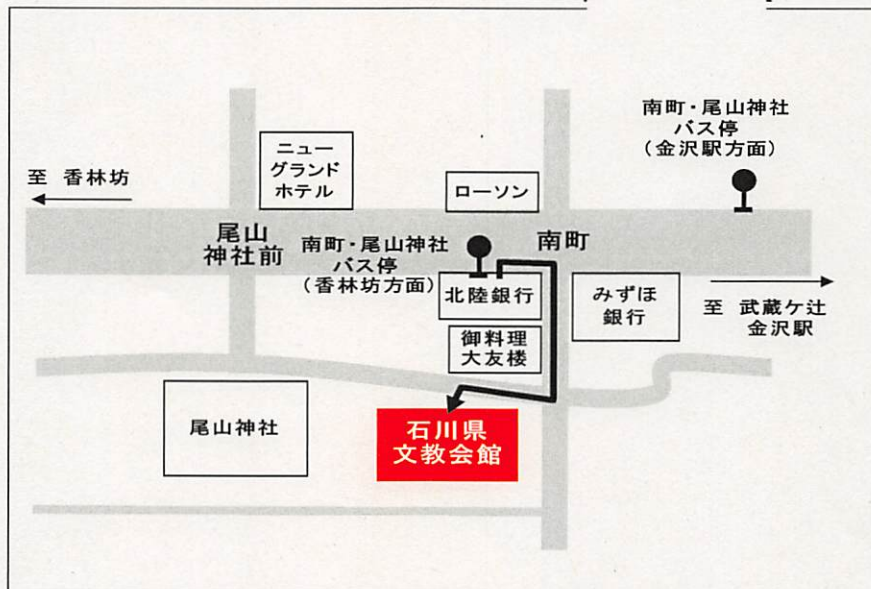 南町・尾山神社
バス停
（金沢駅方面）
ニュー
グランド
ホテル
至 香林坊
ローソン
尾山
神社前
南町・尾山神社
バス停
（香林坊方面）
南町
北陸銀行
みずほ
銀行
至 武蔵ケ辻
金沢駅
御料理
大友楼
尾山神社
石川県
文教会館